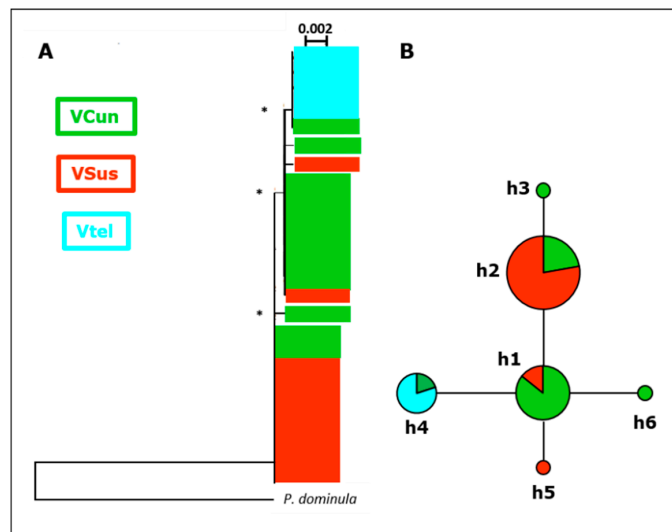 0.002
A
B
VCun
VSus
Vtel
h3
h2
h1
h4
h6
h5
*
*
*
P. dominula